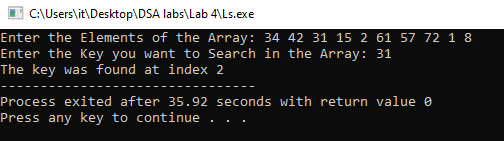 C:\Users\it\Desktop\DSA labs\Lab 4\Ls.exe
Enter the Elements of the Array: 34 42 31 15 2 61 57 72 1 8
Enter the Key you want to Search in the Array: 31
The key was found at index 2
--------------------------------
Process exited after 35.92 seconds with return value 0
Press any key to continue . . .